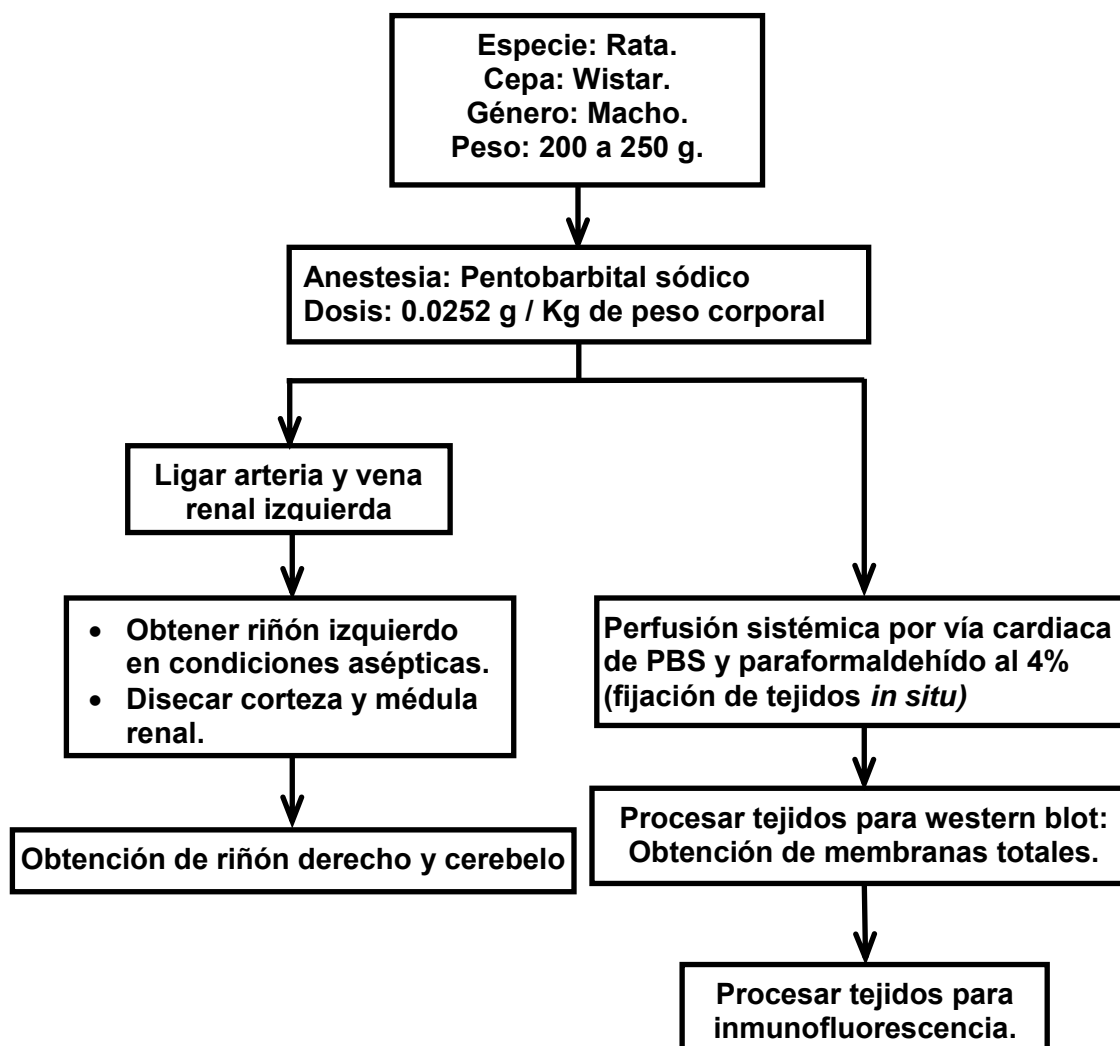 Especie: Rata.
Cepa: Wistar.
Género: Macho.
Peso: 200 a 250 g.
Anestesia: Pentobarbital sódico
Dosis: 0.0252 g / Kg de peso corporal
Ligar arteria y vena
renal izquierda
• Obtener riñón izquierdo
en condiciones asépticas.
• Disecar corteza y médula
renal.
Obtención de riñón derecho y cerebelo
Perfusión sistémica por vía cardiaca
de PBS y paraformaldehído al 4%
(fijación de tejidos in situ)
Procesar tejidos para western blot:
Obtención de membranas totales.
Procesar tejidos para
inmunofluorescencia.